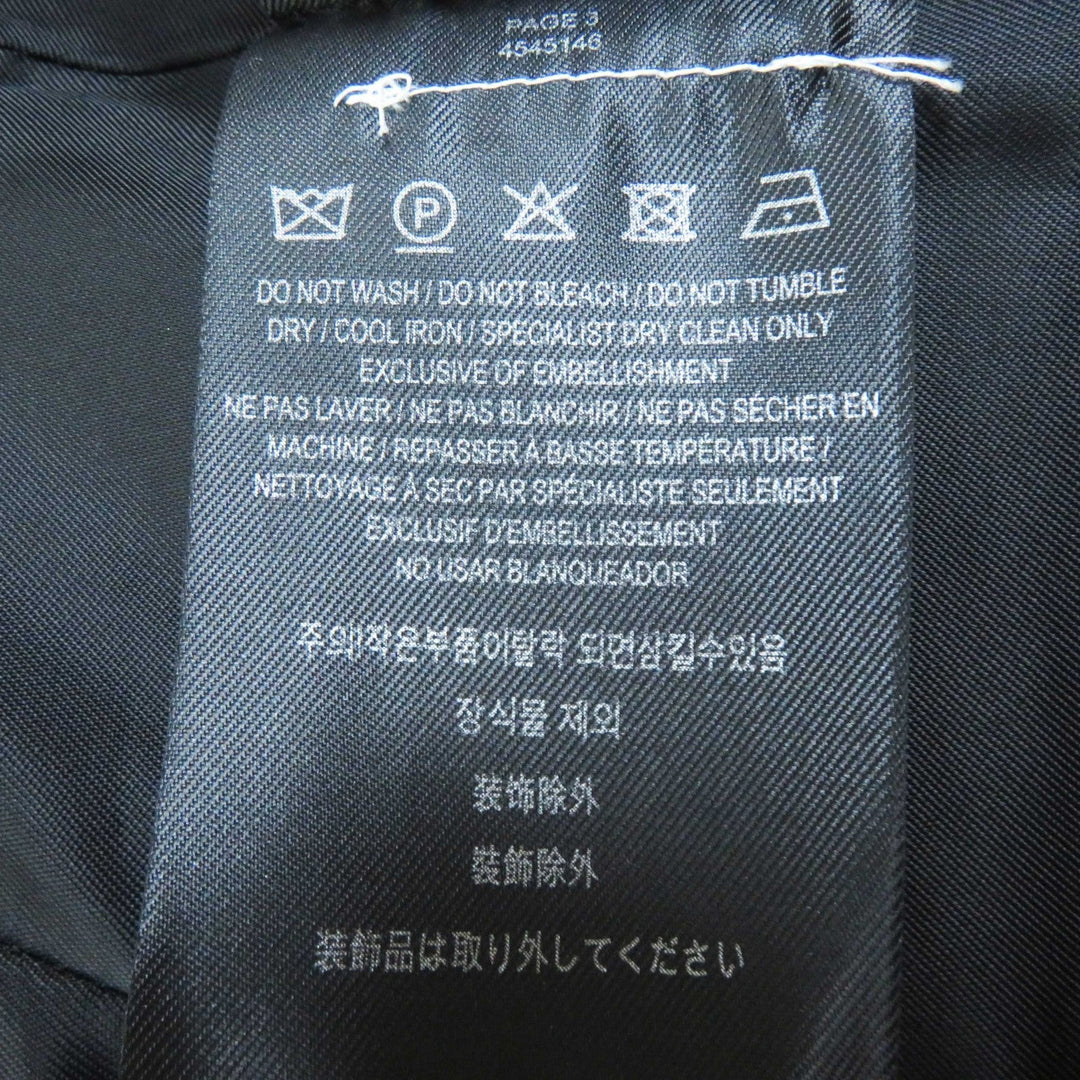 PAGE 3
4545146
P
DO NOT WASH / DO NOT BLEACH / DO NOT TUMBLE
DRY / COOL IRON / SPECIALIST DRY CLEAN ONLY
EXCLUSIVE OF EMBELLISHMENT
NE PAS LAVER / NE PAS BLANCHIR / NE PAS SÉCHER EN
MACHINE / REPASSER À BASSE TEMPÉRATURE /
NETTOYAGE À SEC PAR SPÉCIALISTE SEULEMENT
EXCLUSIF D'EMBELLISSEMENT
NO USAR BLANQUEADOR
주의!작은부품이탈락 되면삼킬수있음
장식물 제외
装饰除外
裝飾除外
装飾品は取り外してください